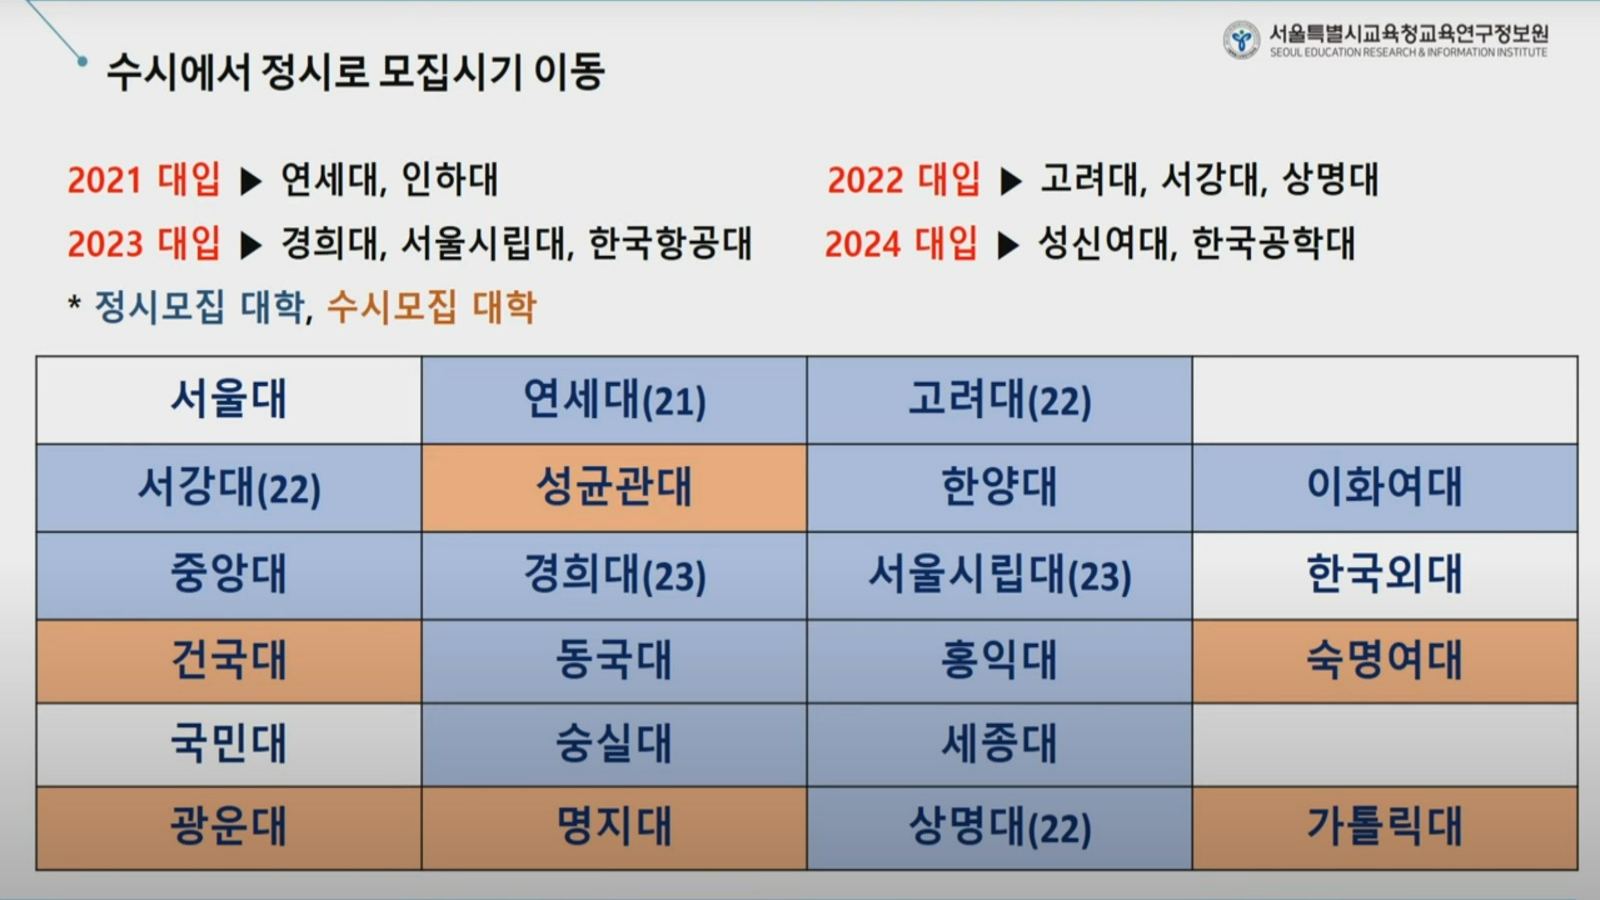 서울특별시교육청교육연구정보원
SEOUL EDUCATION RESEARCH & INFORMATION INSTITUTE
수시에서 정시로 모집시기 이동
2021 대입 ▶ 연세대, 인하대
2022 대입 ▶ 고려대, 서강대, 상명대
2023 대입 ▶ 경희대, 서울시립대, 한국항공대
2024 대입 ▶ 성신여대, 한국공학대
* 정시모집 대학, 수시모집 대학
서울대 연세대(21) 고려대(22)
서강대(22) 성균관대 한양대 이화여대
중앙대 경희대(23) 서울시립대(23) 한국외대
건국대 동국대 홍익대 숙명여대
국민대 숭실대 세종대
광운대 명지대 상명대(22) 가톨릭대